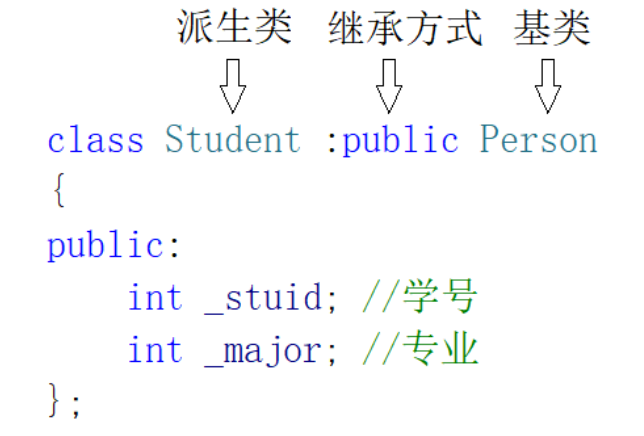 派生类 继承方式 基类
class Student :public Person
{
public:
    int _stuid; //学号
    int _major; //专业
};